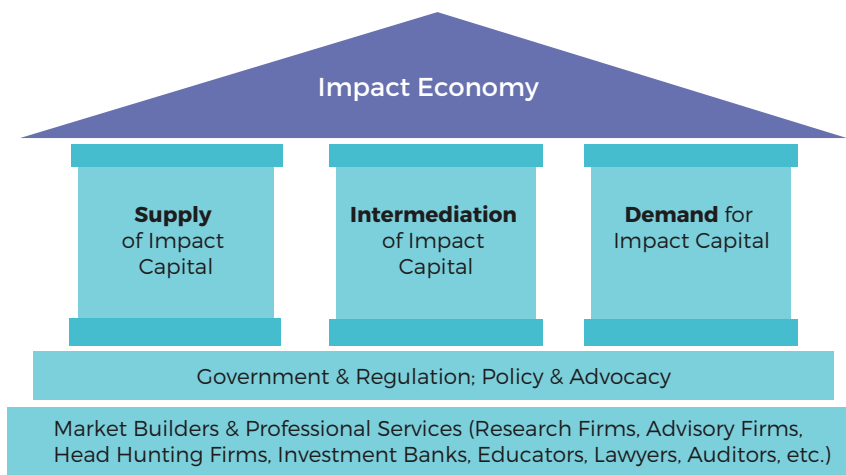 Impact Economy
Supply
of Impact
Capital
Intermediation
of Impact
Capital
Demand for
Impact Capital
Government & Regulation; Policy & Advocacy
Market Builders & Professional Services (Research Firms, Advisory Firms,
Head Hunting Firms, Investment Banks, Educators, Lawyers, Auditors, etc.)